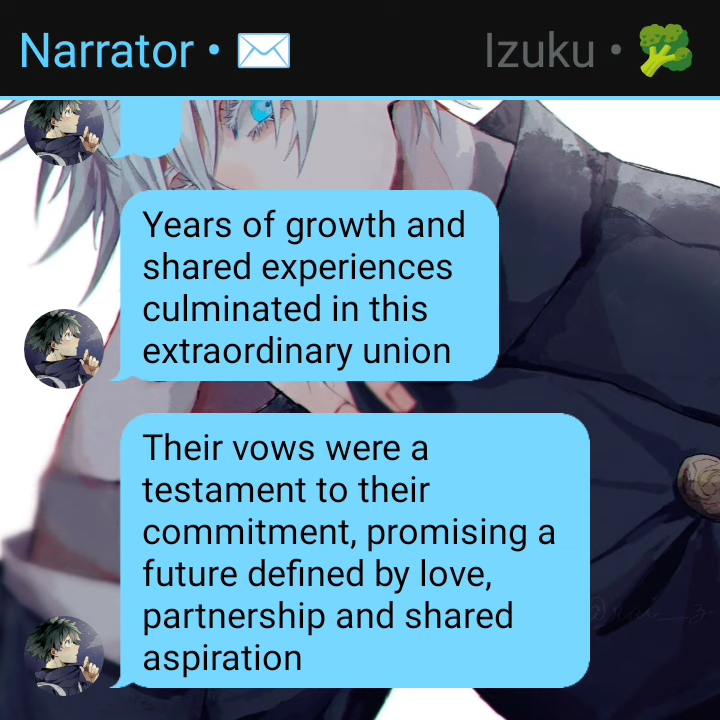 Narrator • ✉️ Izuku • 🥦
Years of growth and
shared experiences
culminated in this
extraordinary union
Their vows were a
testament to their
commitment, promising a
future defined by love,
partnership and shared
aspiration